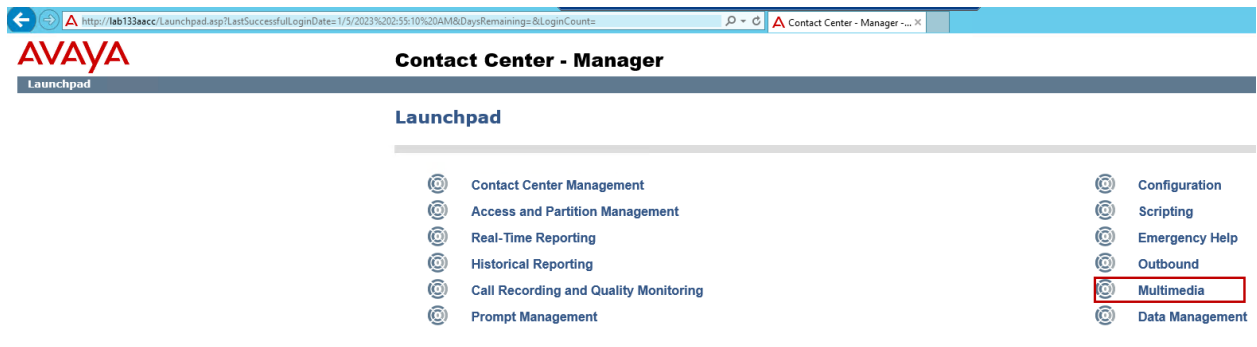 http://lab133aacc/Launchpad.asp?LastSuccessfulLoginDate=1/5/2023%202:55:10%20AM&DaysRemaining=&LoginCount=
Contact Center - Manager -...
AVAYA
Contact Center - Manager
Launchpad
Launchpad
Contact Center Management
Configuration
Access and Partition Management
Scripting
Real-Time Reporting
Emergency Help
Historical Reporting
Outbound
Call Recording and Quality Monitoring
Multimedia
Prompt Management
Data Management